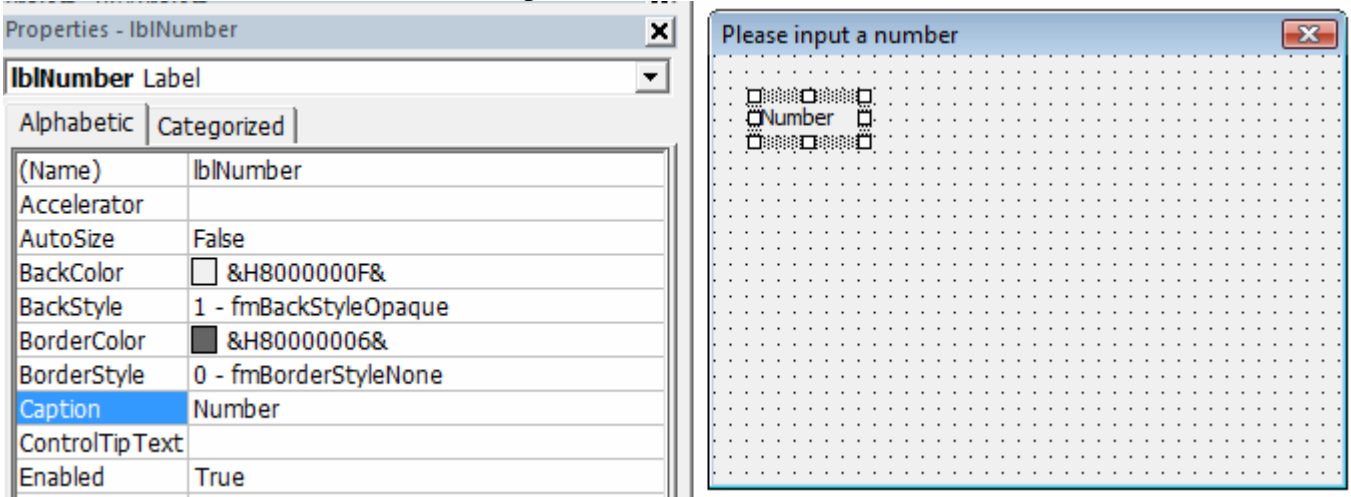 Properties - lblNumber
lblNumber Label
Alphabetic Categorized
(Name) lblNumber
Accelerator
AutoSize False
BackColor &H8000000F&
BackStyle 1 - fmBackStyleOpaque
BorderColor &H80000006&
BorderStyle 0 - fmBorderStyleNone
Caption Number
ControlTipText
Enabled True
Please input a number
Number